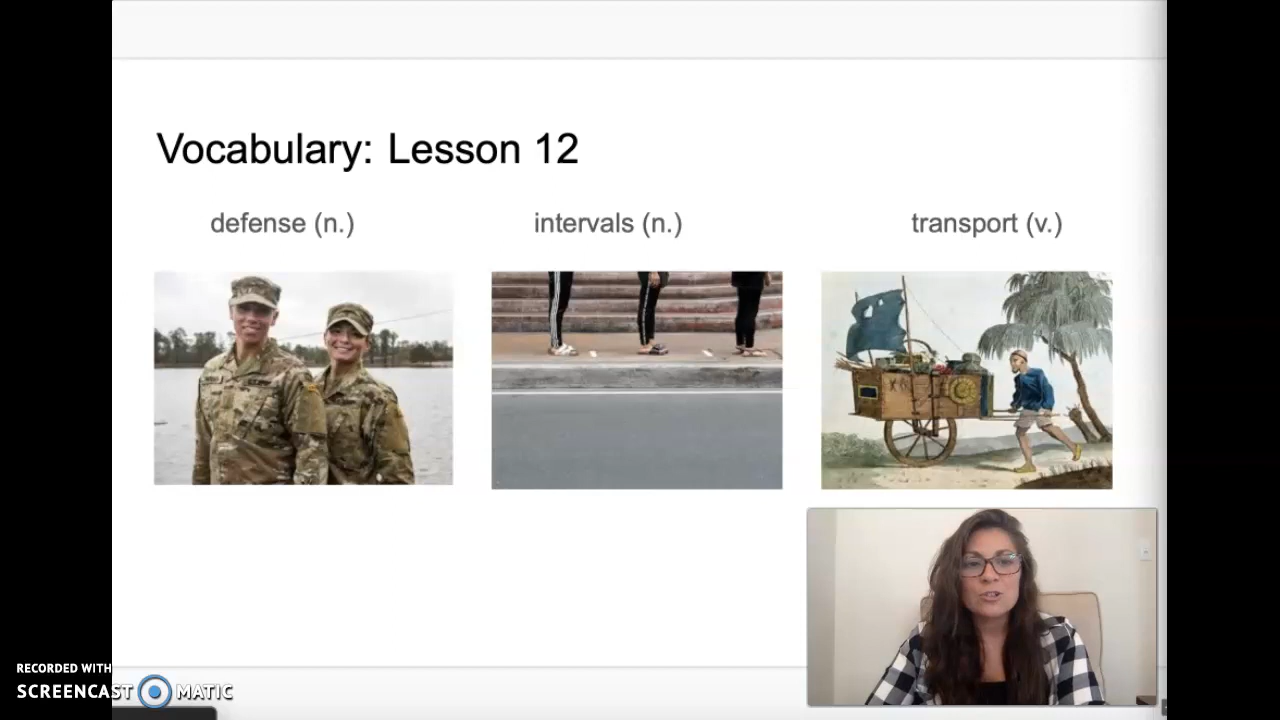 Vocabulary: Lesson 12
defense (n.)
intervals (n.)
transport (v.)
RECORDED WITH
SCREENCAST MATIC